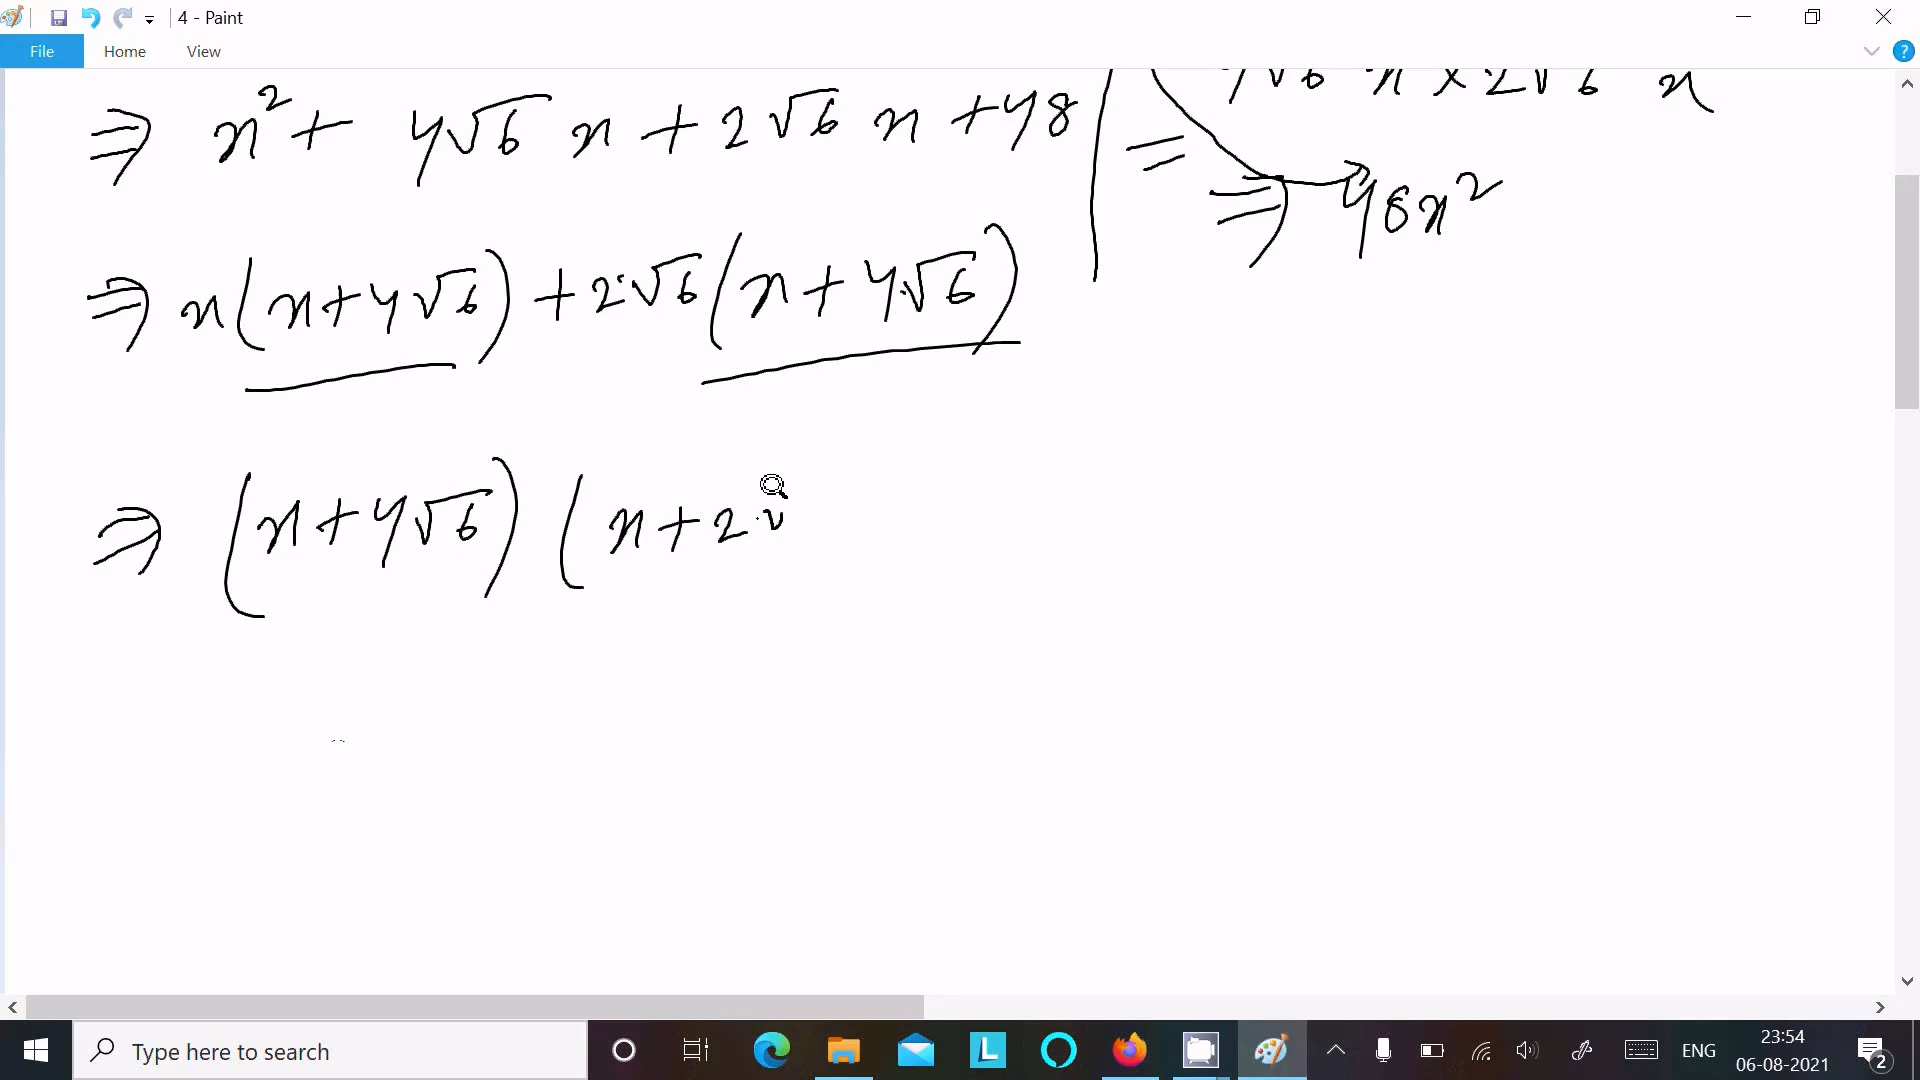 4 - Paint
File Home View
4√6 x × 2√6 x
⇒ x² + 4√6 x + 2√6 x + 48
=
⇒ 48x²
⇒ x(x+4√6) + 2·√6(x+4·√6)
⇒ (x+4√6) (x+2·√
Type here to search
ENG
23:54
06-08-2021
2